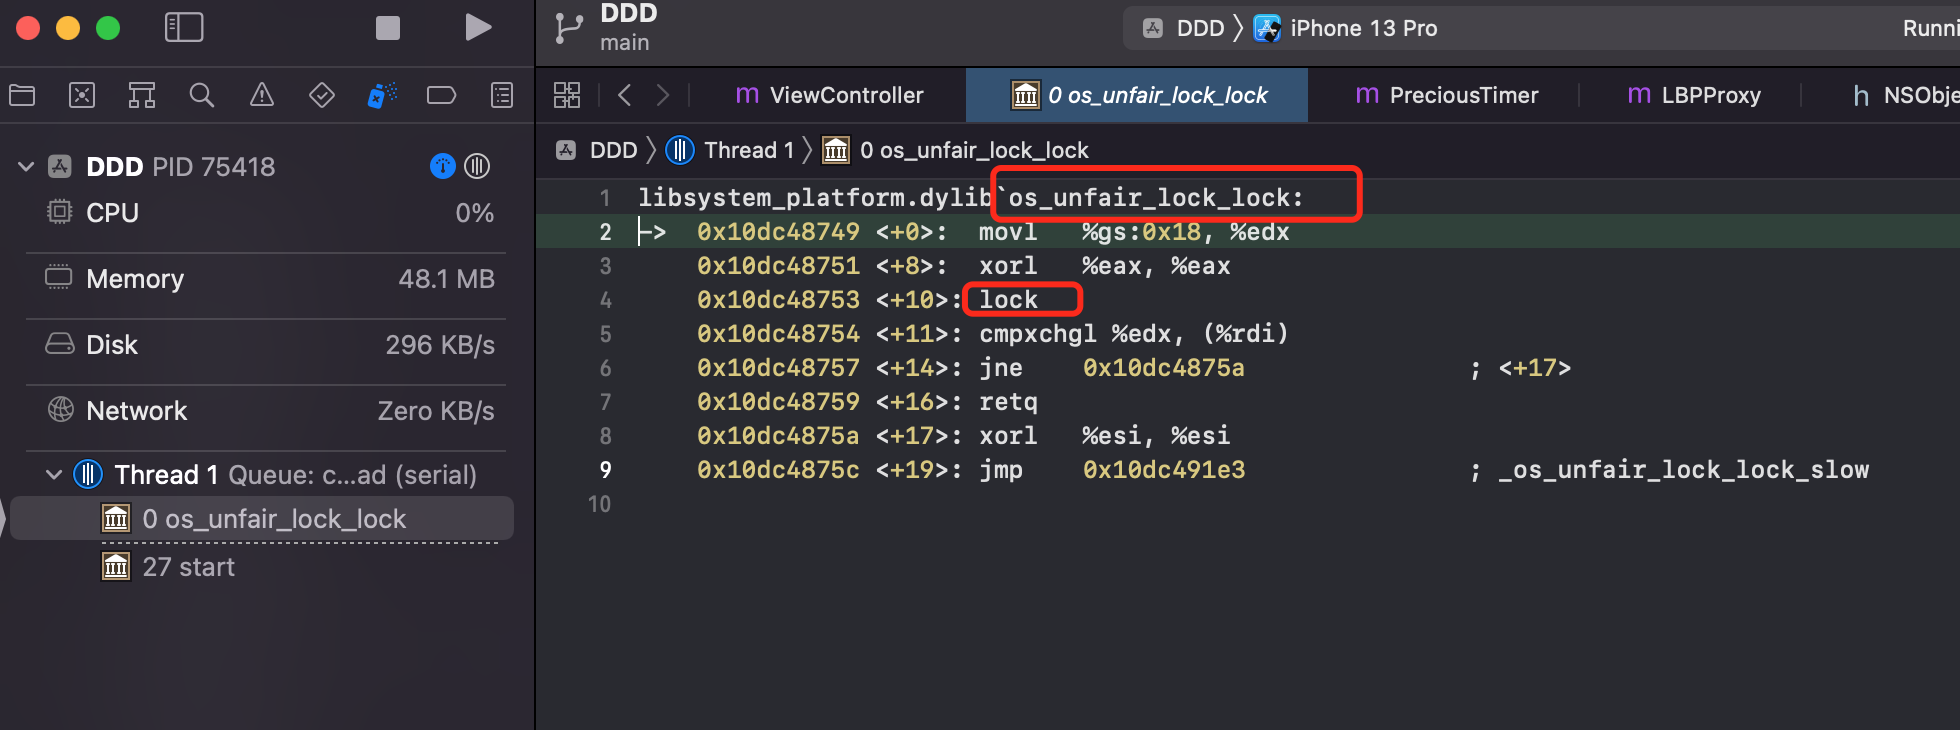 DDD
main
DDD 〉 iPhone 13 Pro
Runni
m ViewController
0 os_unfair_lock_lock
m PreciousTimer
m LBPProxy
h NSObje
DDD PID 75418
CPU 0%
Memory 48.1 MB
Disk 296 KB/s
Network Zero KB/s
Thread 1 Queue: c...ad (serial)
0 os_unfair_lock_lock
27 start
DDD 〉 Thread 1 〉 0 os_unfair_lock_lock
1 libsystem_platform.dylib`os_unfair_lock_lock:
2 -> 0x10dc48749 <+0>: movl %gs:0x18, %edx
3 0x10dc48751 <+8>: xorl %eax, %eax
4 0x10dc48753 <+10>: lock
5 0x10dc48754 <+11>: cmpxchgl %edx, (%rdi)
6 0x10dc48757 <+14>: jne 0x10dc4875a ; <+17>
7 0x10dc48759 <+16>: retq
8 0x10dc4875a <+17>: xorl %esi, %esi
9 0x10dc4875c <+19>: jmp 0x10dc491e3 ; _os_unfair_lock_lock_slow
10